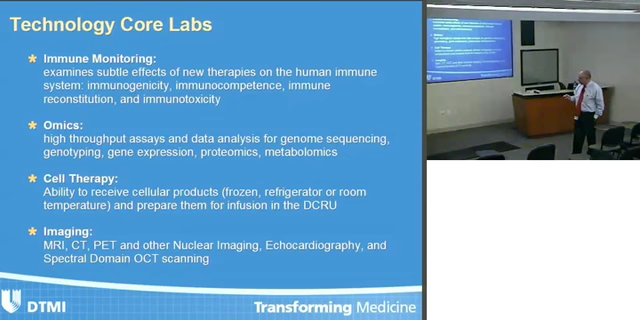 Technology Core Labs
Immune Monitoring:
examines subtle effects of new therapies on the human immune
system: immunogenicity, immunocompetence, immune
reconstitution, and immunotoxicity
Omics:
high throughput assays and data analysis for genome sequencing,
genotyping, gene expression, proteomics, metabolomics
Cell Therapy:
Ability to receive cellular products (frozen, refrigerator or room
temperature) and prepare them for infusion in the DCRU
Imaging:
MRI, CT, PET and other Nuclear Imaging, Echocardiography, and
Spectral Domain OCT scanning
DTMI
Transforming Medicine